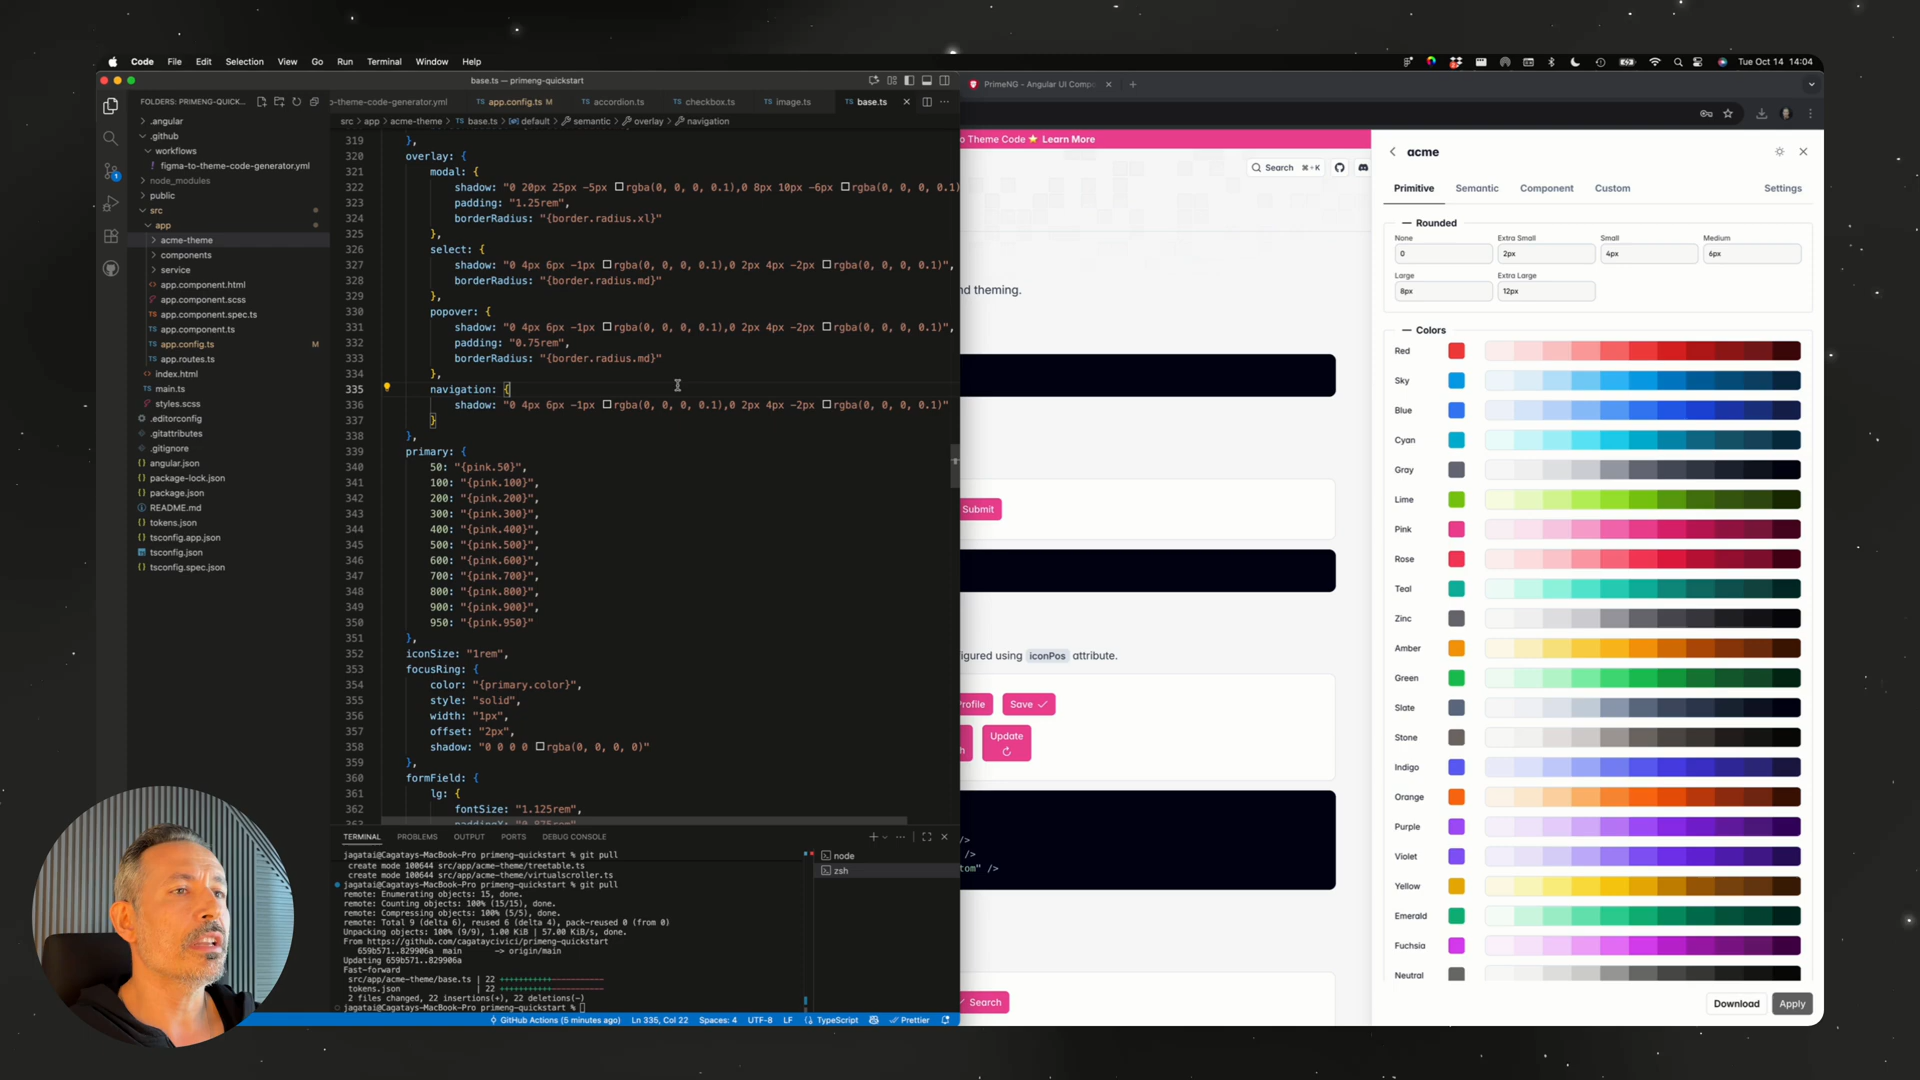 Code File Edit Selection View Go Run Terminal Window Help
Tue Oct 14 14:04
base.ts — primeng-quickstart
FOLDERS: PRIMENG-QUICK...
.angular
.github
workflows
figma-to-theme-code-generator.yml
node_modules
public
src
app
acme-theme
components
service
app.component.html
app.component.scss
app.component.spec.ts
app.component.ts
app.config.ts M
app.routes.ts
index.html
main.ts
styles.scss
.editorconfig
.gitattributes
.gitignore
angular.json
package-lock.json
package.json
README.md
tokens.json
tsconfig.app.json
tsconfig.json
tsconfig.spec.json
o-theme-code-generator.yml app.config.ts M accordion.ts checkbox.ts image.ts base.ts
src > app > acme-theme > base.ts > default > semantic > overlay > navigation
319 },
320 overlay: {
321 modal: {
322 shadow: "0 20px 25px -5px rgba(0, 0, 0, 0.1),0 8px 10px -6px rgba(0, 0, 0, 0.1)
323 padding: "1.25rem",
324 borderRadius: "{border.radius.xl}"
325 },
326 select: {
327 shadow: "0 4px 6px -1px rgba(0, 0, 0, 0.1),0 2px 4px -2px rgba(0, 0, 0, 0.1)",
328 borderRadius: "{border.radius.md}"
329 },
330 popover: {
331 shadow: "0 4px 6px -1px rgba(0, 0, 0, 0.1),0 2px 4px -2px rgba(0, 0, 0, 0.1)",
332 padding: "0.75rem",
333 borderRadius: "{border.radius.md}"
334 },
335 navigation: {
336 shadow: "0 4px 6px -1px rgba(0, 0, 0, 0.1),0 2px 4px -2px rgba(0, 0, 0, 0.1)"
337 }
338 },
339 primary: {
340 50: "{pink.50}",
341 100: "{pink.100}",
342 200: "{pink.200}",
343 300: "{pink.300}",
344 400: "{pink.400}",
345 500: "{pink.500}",
346 600: "{pink.600}",
347 700: "{pink.700}",
348 800: "{pink.800}",
349 900: "{pink.900}",
350 950: "{pink.950}"
351 },
352 iconSize: "1rem",
353 focusRing: {
354 color: "{primary.color}",
355 style: "solid",
356 width: "1px",
357 offset: "2px",
358 shadow: "0 0 0 0 rgba(0, 0, 0, 0)"
359 },
360 formField: {
361 lg: {
362 fontSize: "1.125rem",
363 paddingX: "0.875rem",
TERMINAL PROBLEMS OUTPUT PORTS DEBUG CONSOLE
jagatai@Cagatays-MacBook-Pro primeng-quickstart % git pull
create mode 100644 src/app/acme-theme/treetable.ts
create mode 100644 src/app/acme-theme/virtualscroller.ts
jagatai@Cagatays-MacBook-Pro primeng-quickstart % git pull
remote: Enumerating objects: 15, done.
remote: Counting objects: 100% (15/15), done.
remote: Compressing objects: 100% (5/5), done.
remote: Total 9 (delta 6), reused 6 (delta 4), pack-reused 0 (from 0)
Unpacking objects: 100% (9/9), 1.00 KiB | 57.00 KiB/s, done.
From https://github.com/cagataycivici/primeng-quickstart
659b571..829906a main -> origin/main
Updating 659b571..829906a
Fast-forward
src/app/acme-theme/base.ts | 22 +++++++++++-----------
tokens.json | 22 +++++++++++-----------
2 files changed, 22 insertions(+), 22 deletions(-)
jagatai@Cagatays-MacBook-Pro primeng-quickstart %
node
zsh
GitHub Actions (5 minutes ago) Ln 335, Col 22 Spaces: 4 UTF-8 LF {} TypeScript Prettier
PrimeNG - Angular UI Compo
o Theme Code ⭐ Learn More
Search ⌘+K
nd theming.
Submit
igured using iconPos attribute.
rofile Save
h Update
/>
/>
tom" />
Search
acme
Primitive Semantic Component Custom Settings
Rounded
None Extra Small Small Medium
0 2px 4px 6px
Large Extra Large
8px 12px
Colors
Red
Sky
Blue
Cyan
Gray
Lime
Pink
Rose
Teal
Zinc
Amber
Green
Slate
Stone
Indigo
Orange
Purple
Violet
Yellow
Emerald
Fuchsia
Neutral
Download Apply